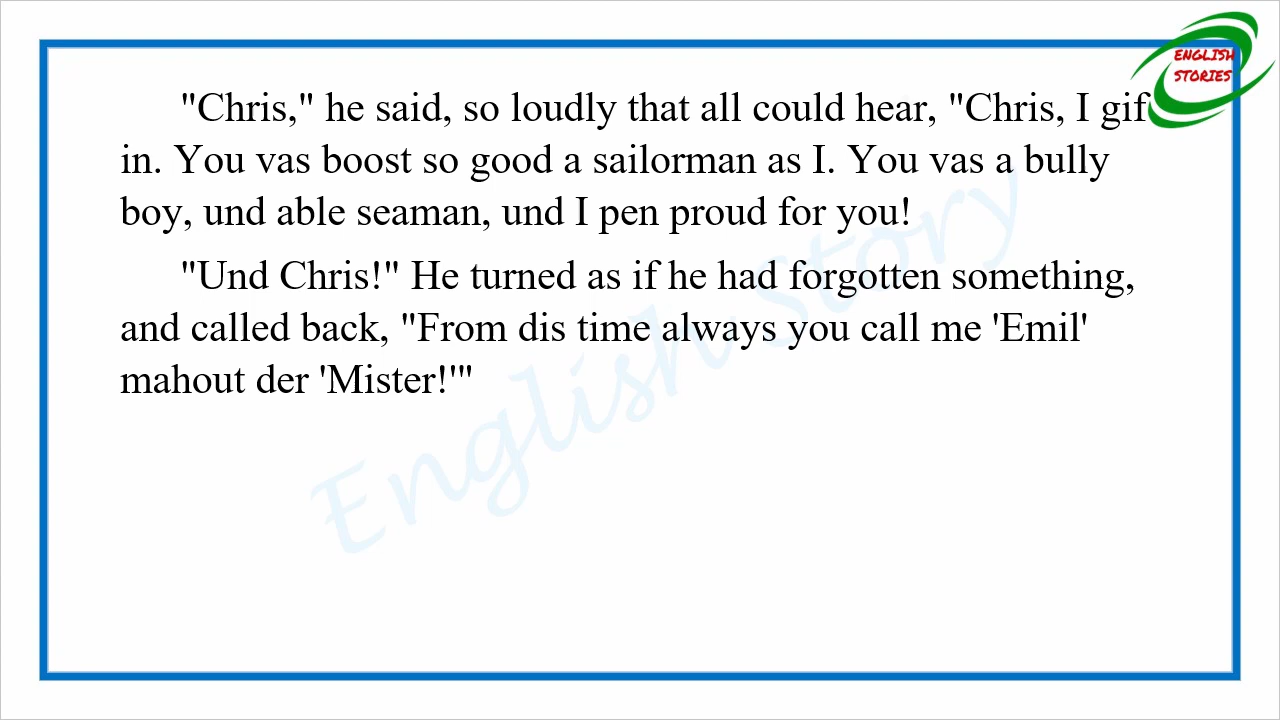 ENGLISH
STORIES
"Chris," he said, so loudly that all could hear, "Chris, I gif
in. You vas boost so good a sailorman as I. You vas a bully
boy, und able seaman, und I pen proud for you!
"Und Chris!" He turned as if he had forgotten something,
and called back, "From dis time always you call me 'Emil'
mahout der 'Mister!'"
English Story